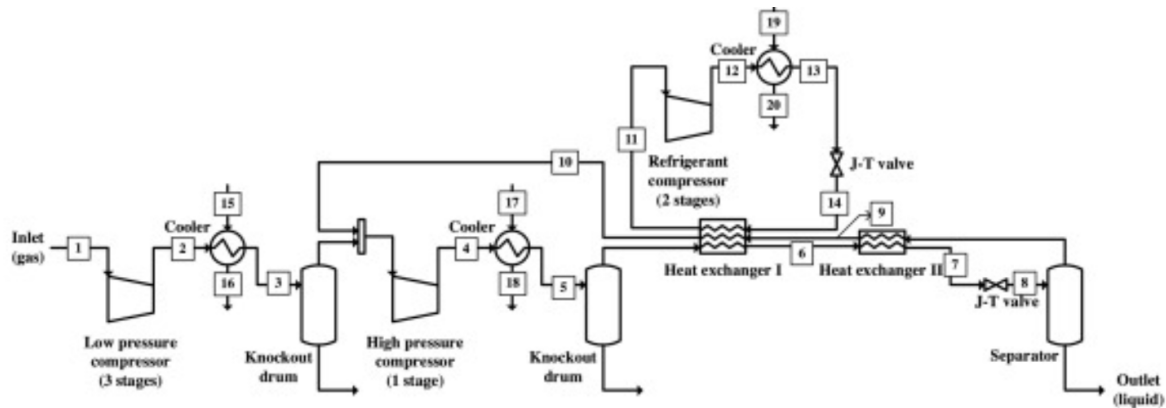 19
Cooler
12
13
20
11
Refrigerant
compressor
(2 stages)
J-T valve
10
14
9
15
Cooler
17
Cooler
Inlet
(gas)
1
2
3
16
4
5
18
6
7
8
Heat exchanger I
Heat exchanger II
J-T valve
Low pressure
compressor
(3 stages)
Knockout
drum
High pressure
compressor
(1 stage)
Knockout
drum
Separator
Outlet
(liquid)